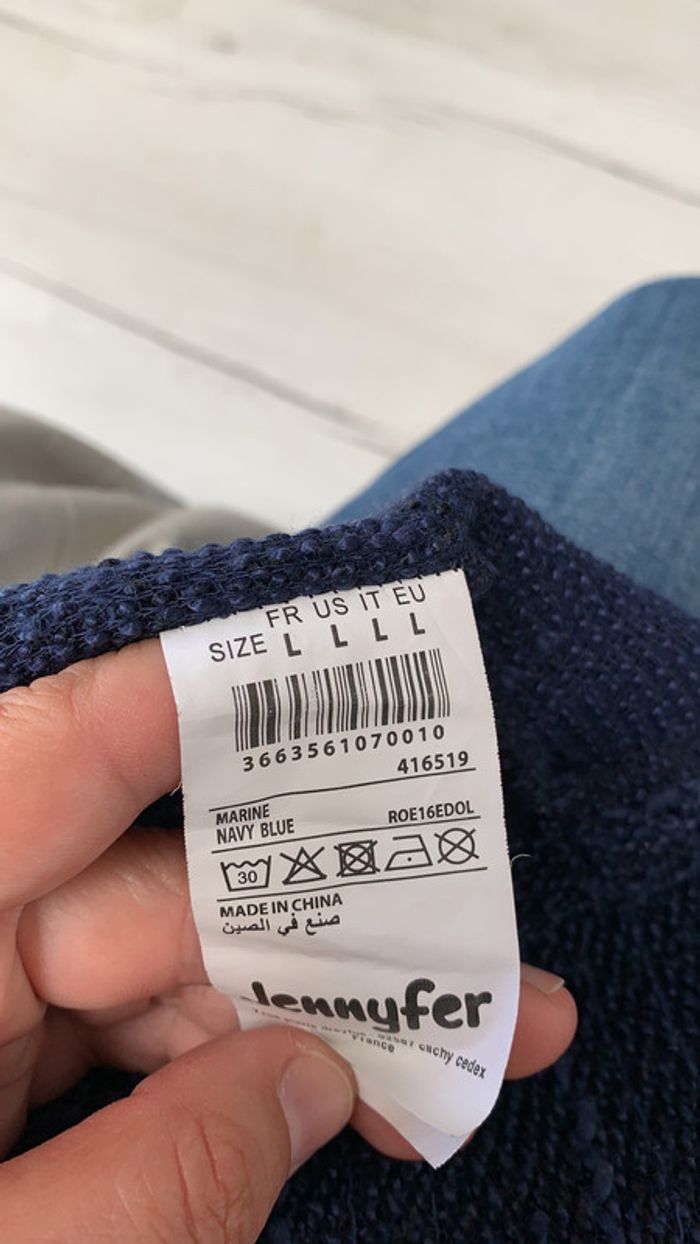 FR US IT EU
SIZE L L L L
3663561070010
416519
MARINE
NAVY BLUE
ROE16EDOL
30
MADE IN CHINA
صنع في الصين
Jennyfer
clichy cedex
France